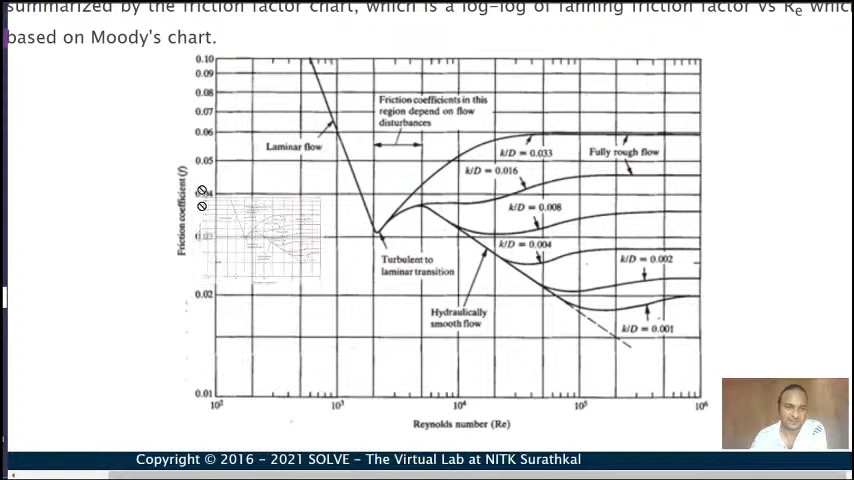 summarized by the friction factor chart, which is a log-log of fanning friction factor vs Re
based on Moody's chart.
0.10
0.09
0.08
0.07
0.06
0.05
0.03
0.02
0.01
Friction coefficient (f)
Friction coefficients in this
region depend on flow
disturbances
Laminar flow
k/D = 0.033
Fully rough flow
k/D = 0.016
k/D = 0.008
k/D = 0.004
k/D = 0.002
k/D = 0.001
Turbulent to
laminar transition
Hydraulically
smooth flow
10² 10³ 10⁴ 10⁵ 10⁶
Reynolds number (Re)
Copyright © 2016 - 2021 SOLVE - The Virtual Lab at NITK Surathkal